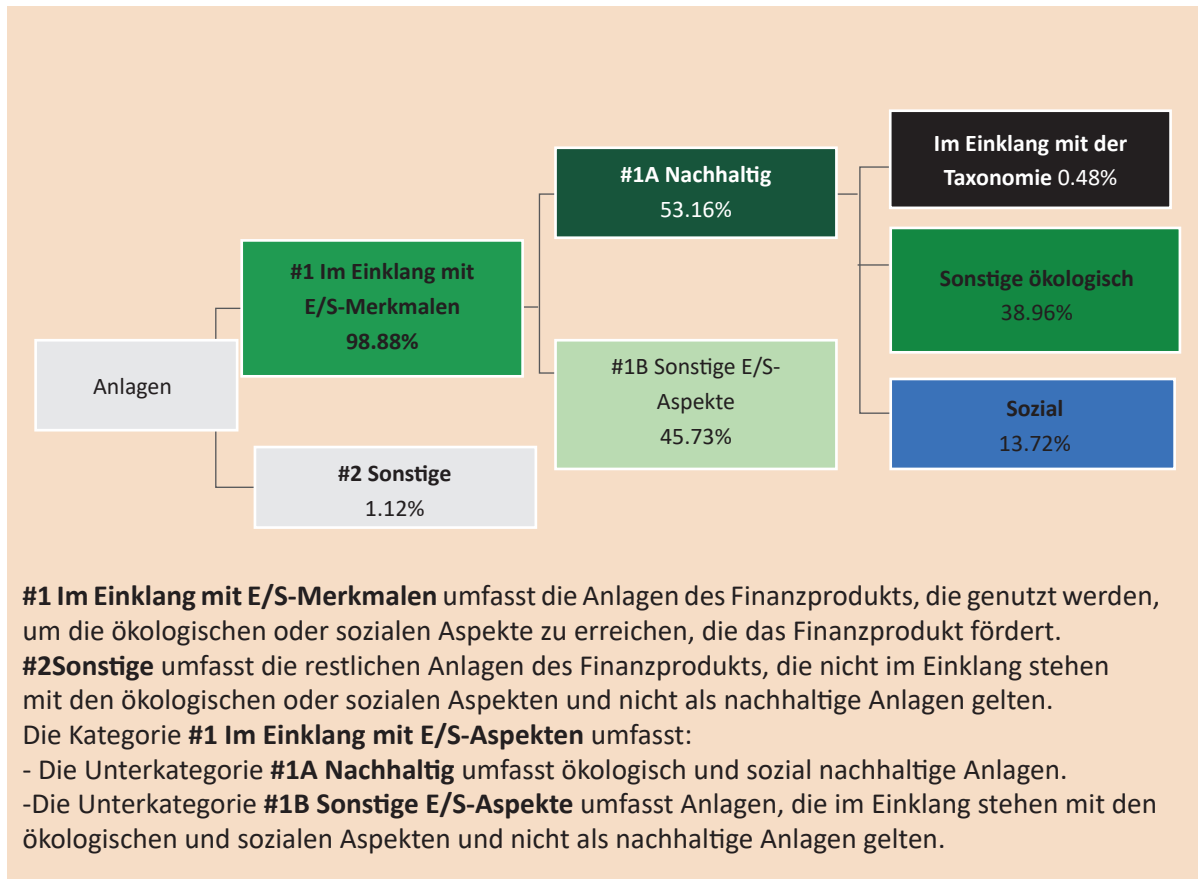 Anlagen
#1 Im Einklang mit
E/S-Merkmalen
98.88%
#2 Sonstige
1.12%
#1A Nachhaltig
53.16%
#1B Sonstige E/S-
Aspekte
45.73%
Im Einklang mit der
Taxonomie 0.48%
Sonstige ökologisch
38.96%
Sozial
13.72%
#1 Im Einklang mit E/S-Merkmalen umfasst die Anlagen des Finanzprodukts, die genutzt werden,
um die ökologischen oder sozialen Aspekte zu erreichen, die das Finanzprodukt fördert.
#2Sonstige umfasst die restlichen Anlagen des Finanzprodukts, die nicht im Einklang stehen
mit den ökologischen oder sozialen Aspekten und nicht als nachhaltige Anlagen gelten.
Die Kategorie #1 Im Einklang mit E/S-Aspekten umfasst:
- Die Unterkategorie #1A Nachhaltig umfasst ökologisch und sozial nachhaltige Anlagen.
-Die Unterkategorie #1B Sonstige E/S-Aspekte umfasst Anlagen, die im Einklang stehen mit den
ökologischen und sozialen Aspekten und nicht als nachhaltige Anlagen gelten.